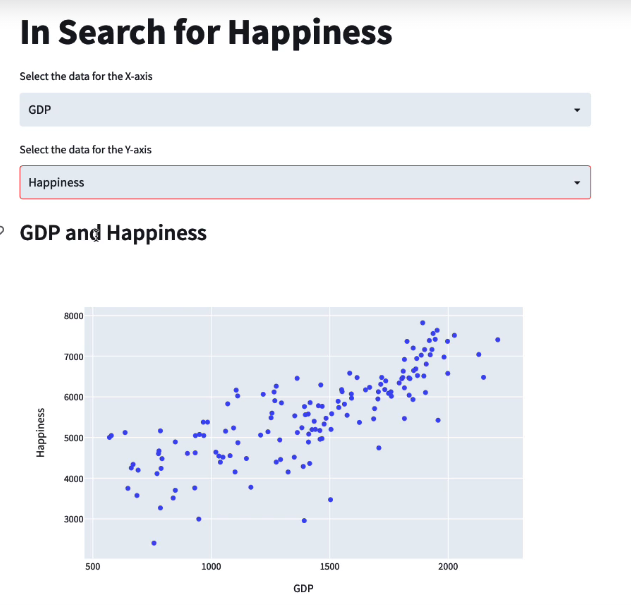 In Search for Happiness
Select the data for the X-axis
GDP
Select the data for the Y-axis
Happiness
GDP and Happiness
8000
7000
6000
5000
4000
3000
Happiness
500 1000 1500 2000
GDP